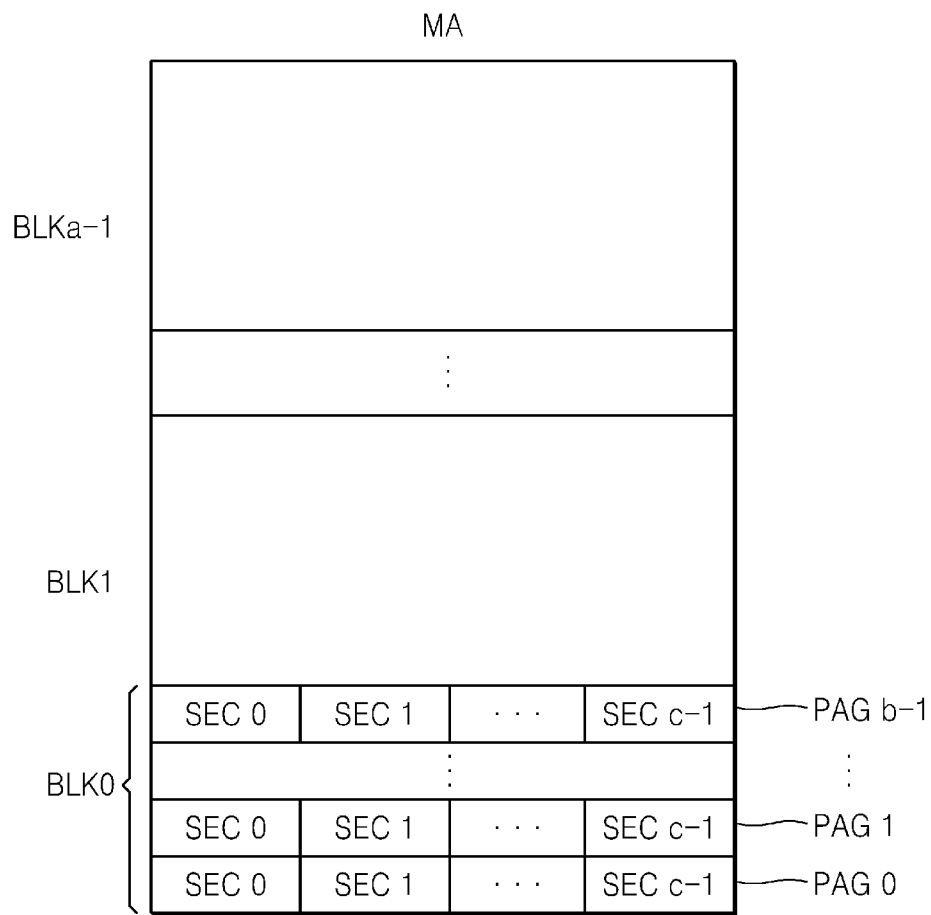 MA
BLKa-1
⋮
BLK1
SEC 0 SEC 1 ··· SEC c-1 PAG b-1
BLK0 ⋮ ⋮
SEC 0 SEC 1 ··· SEC c-1 PAG 1
SEC 0 SEC 1 ··· SEC c-1 PAG 0